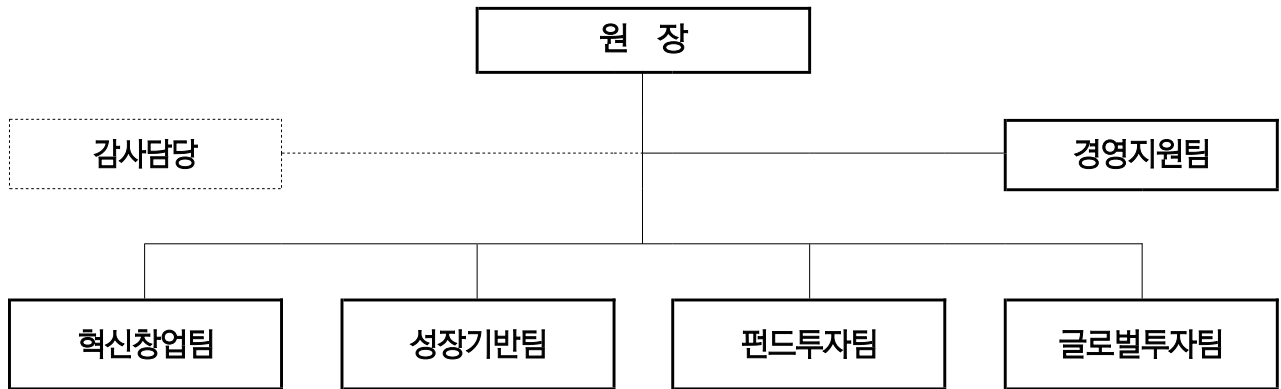 원 장
감사담당
경영지원팀
혁신창업팀
성장기반팀
펀드투자팀
글로벌투자팀